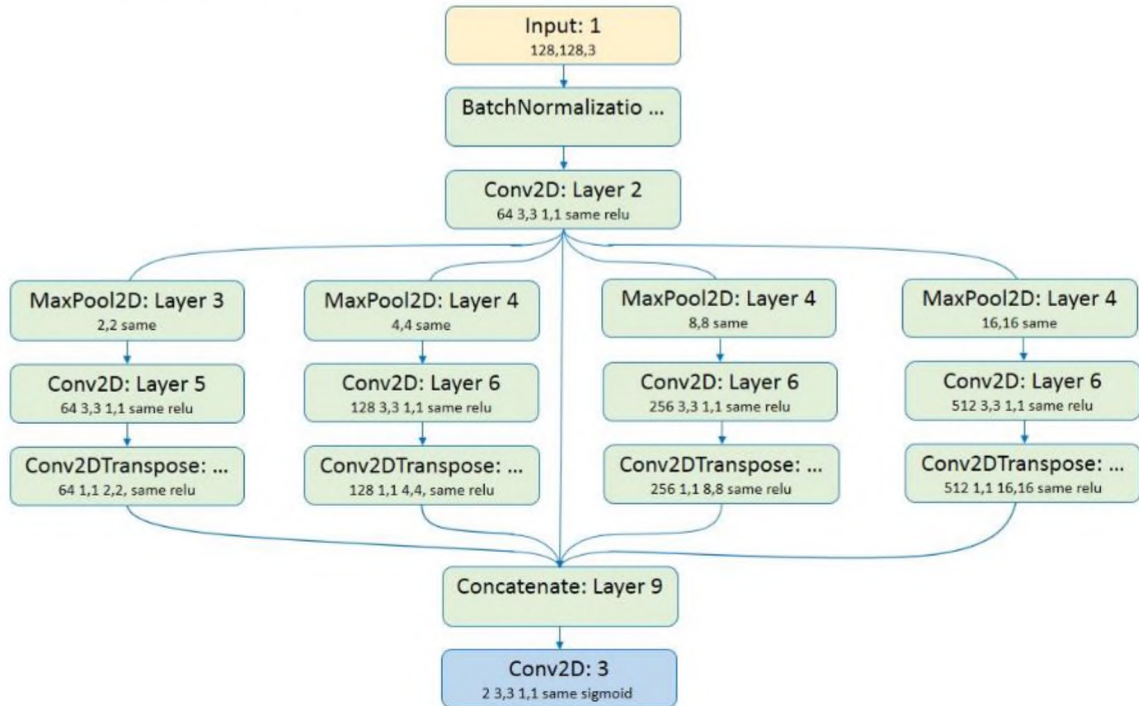 Input: 1
128,128,3
BatchNormalizatio ...
Conv2D: Layer 2
64 3,3 1,1 same relu
MaxPool2D: Layer 3
2,2 same
MaxPool2D: Layer 4
4,4 same
MaxPool2D: Layer 4
8,8 same
MaxPool2D: Layer 4
16,16 same
Conv2D: Layer 5
64 3,3 1,1 same relu
Conv2D: Layer 6
128 3,3 1,1 same relu
Conv2D: Layer 6
256 3,3 1,1 same relu
Conv2D: Layer 6
512 3,3 1,1 same relu
Conv2DTranspose: ...
64 1,1 2,2, same relu
Conv2DTranspose: ...
128 1,1 4,4, same relu
Conv2DTranspose: ...
256 1,1 8,8 same relu
Conv2DTranspose: ...
512 1,1 16,16 same relu
Concatenate: Layer 9
Conv2D: 3
2 3,3 1,1 same sigmoid